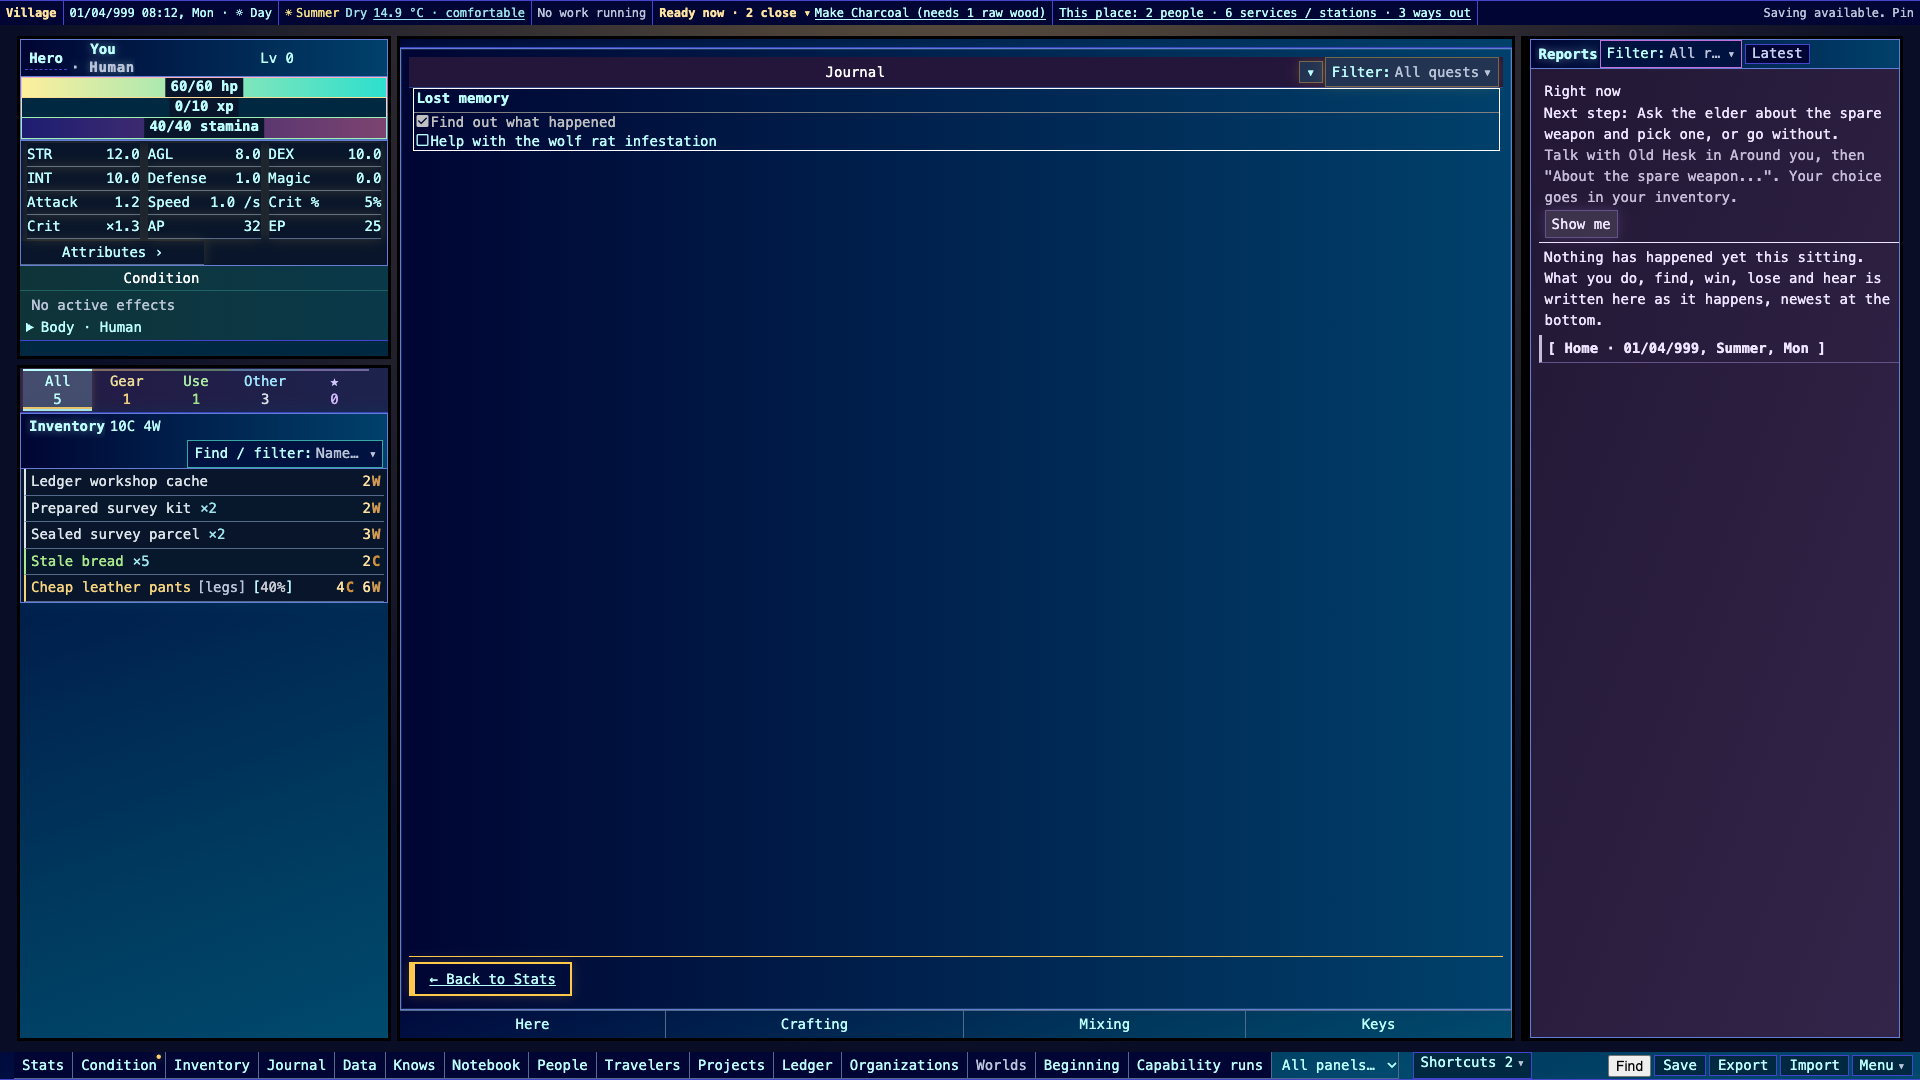 Village 01/04/999 08:12, Mon · ☀ Day ☀ Summer Dry 14.9 °C · comfortable No work running Ready now · 2 close ▾ Make Charcoal (needs 1 raw wood) This place: 2 people · 6 services / stations · 3 ways out Saving available. Pin
Hero · You Human Lv 0
60/60 hp
0/10 xp
40/40 stamina
STR 12.0 AGL 8.0 DEX 10.0
INT 10.0 Defense 1.0 Magic 0.0
Attack 1.2 Speed 1.0 /s Crit % 5%
Crit ×1.3 AP 32 EP 25
Attributes ›
Condition
No active effects
▶ Body · Human
All Gear Use Other ★
5 1 1 3 0
Inventory 10C 4W
Find / filter: Name… ▾
Ledger workshop cache 2W
Prepared survey kit ×2 2W
Sealed survey parcel ×2 3W
Stale bread ×5 2C
Cheap leather pants [legs] [40%] 4C 6W
Journal ▾ Filter: All quests ▾
Lost memory
Find out what happened
Help with the wolf rat infestation
← Back to Stats
Here Crafting Mixing Keys
Reports Filter: All r… ▾ Latest
Right now
Next step: Ask the elder about the spare
weapon and pick one, or go without.
Talk with Old Hesk in Around you, then
"About the spare weapon...". Your choice
goes in your inventory.
Show me
Nothing has happened yet this sitting.
What you do, find, win, lose and hear is
written here as it happens, newest at the
bottom.
[ Home · 01/04/999, Summer, Mon ]
Stats Condition Inventory Journal Data Knows Notebook People Travelers Projects Ledger Organizations Worlds Beginning Capability runs All panels… Shortcuts 2 ▾ Find Save Export Import Menu ▾